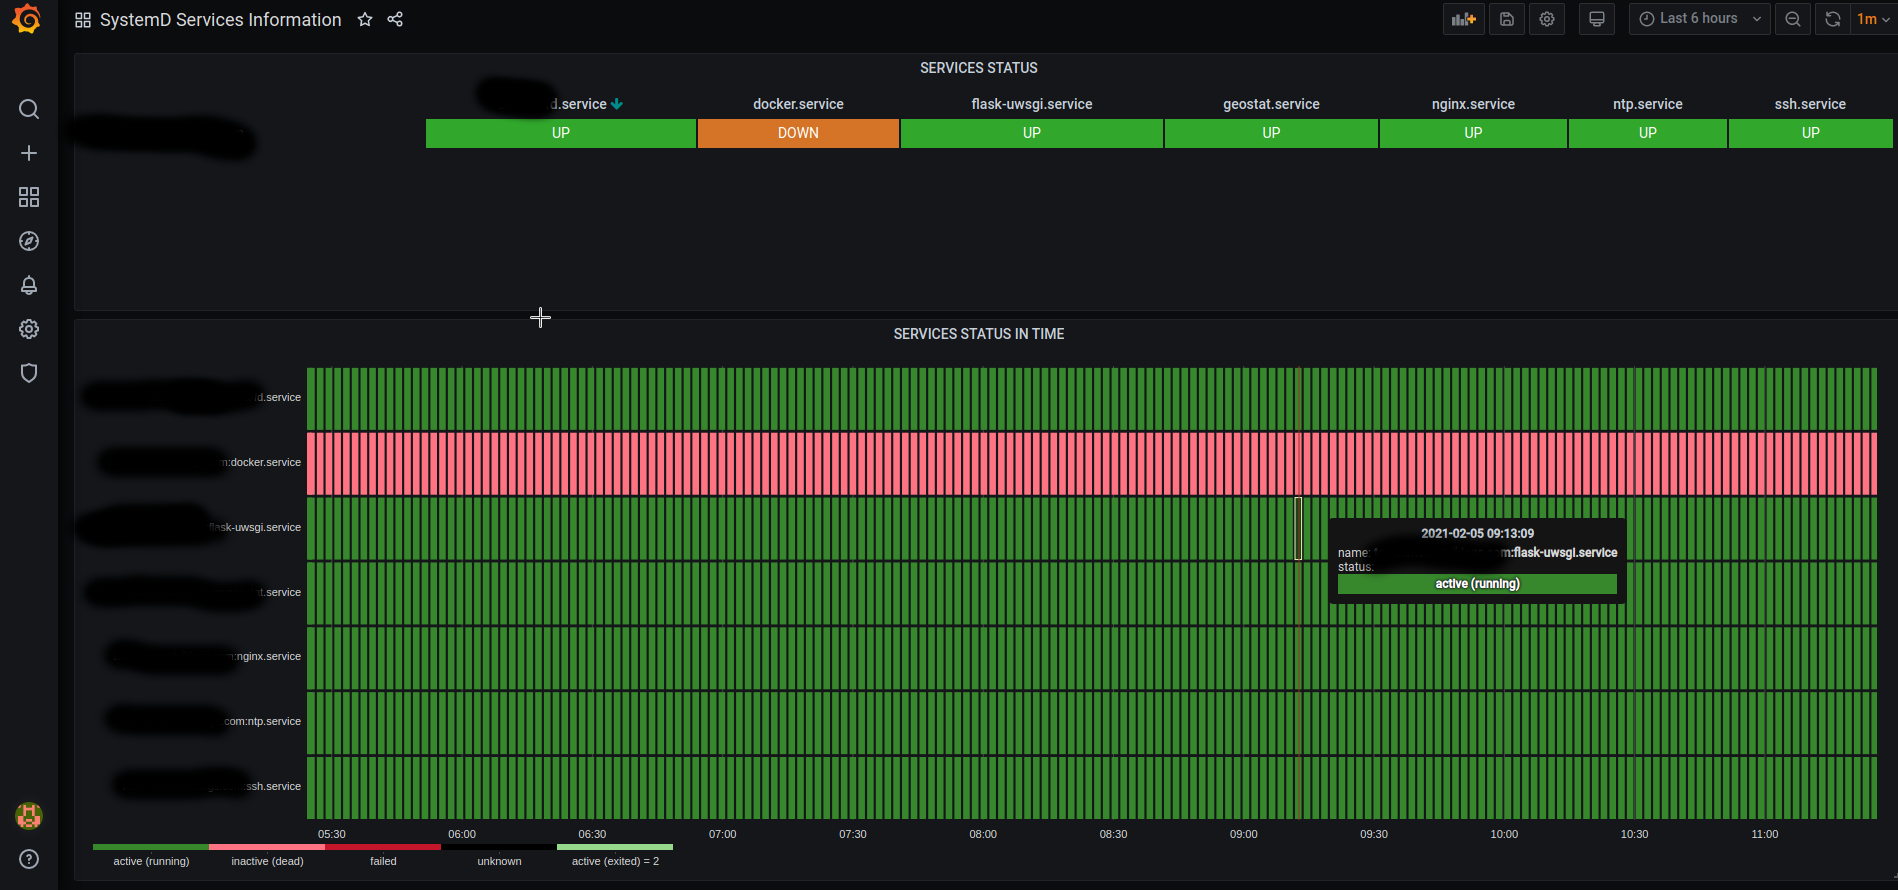 SystemD Services Information
Last 6 hours
1m
SERVICES STATUS
d.service docker.service flask-uwsgi.service geostat.service nginx.service ntp.service ssh.service
UP DOWN UP UP UP UP UP
SERVICES STATUS IN TIME
d.service
:docker.service
flask-uwsgi.service
t.service
:nginx.service
com:ntp.service
ssh.service
2021-02-05 09:13:09
name: m:flask-uwsgi.service
status:
active (running)
05:30 06:00 06:30 07:00 07:30 08:00 08:30 09:00 09:30 10:00 10:30 11:00
active (running) inactive (dead) failed unknown active (exited) = 2